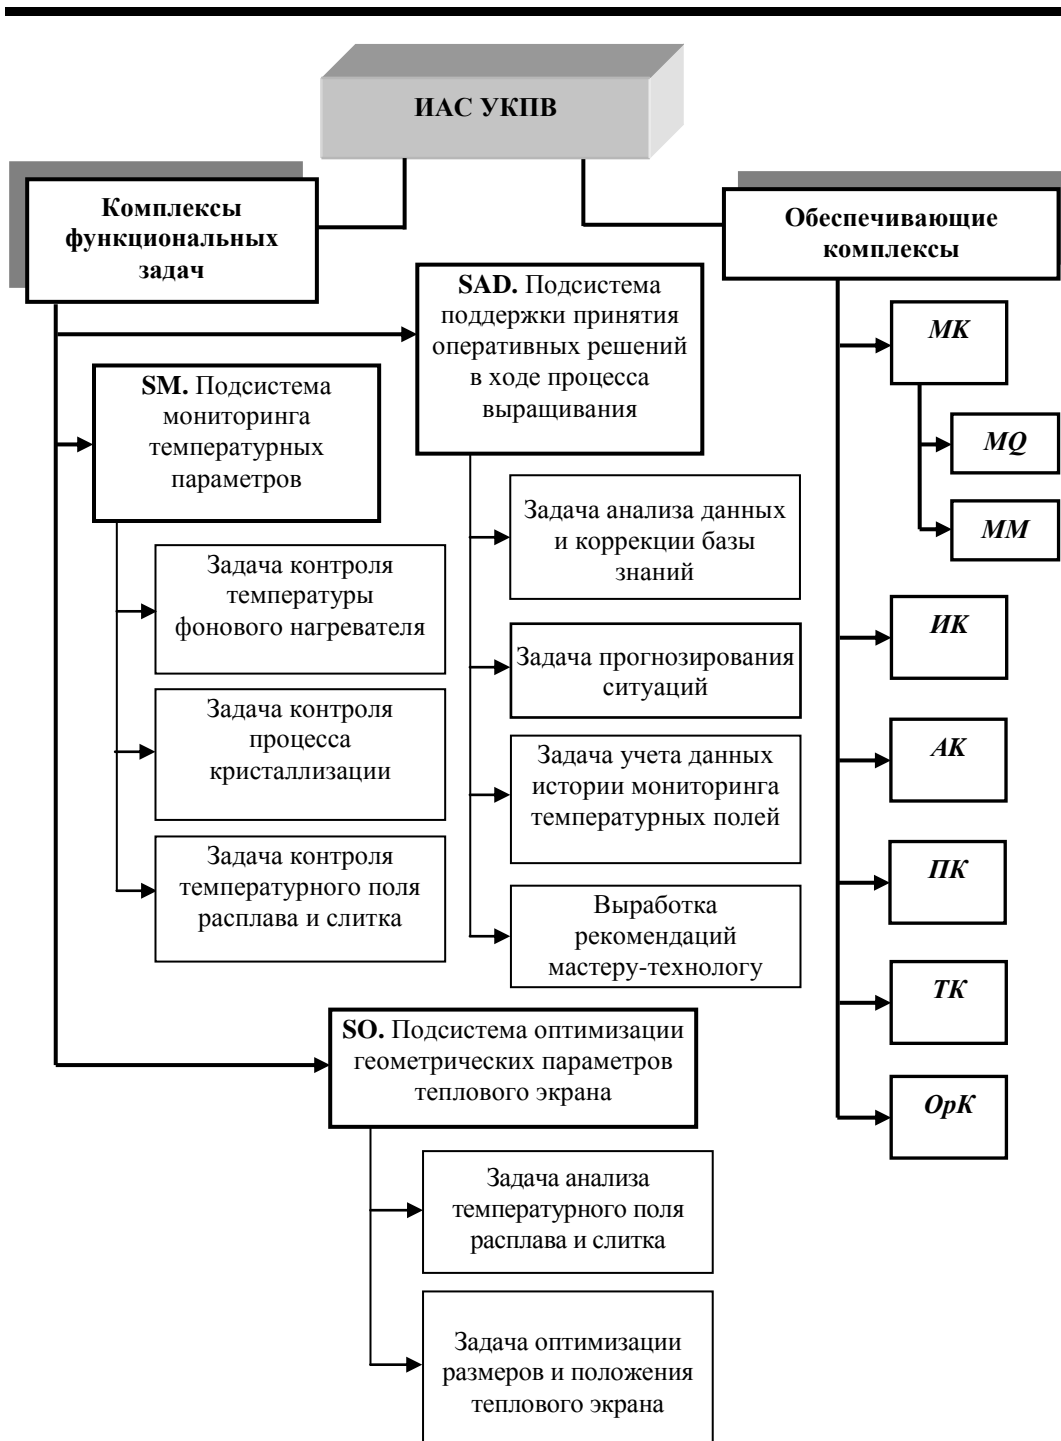 ИАС УКПВ
Комплексы
функциональных
задач
Обеспечивающие
комплексы
SAD. Подсистема
поддержки принятия
оперативных решений
в ходе процесса
выращивания
SM. Подсистема
мониторинга
температурных
параметров
Задача контроля
температуры
фонового нагревателя
Задача контроля
процесса
кристаллизации
Задача контроля
температурного поля
расплава и слитка
Задача анализа данных
и коррекции базы
знаний
Задача прогнозирования
ситуаций
Задача учета данных
истории мониторинга
температурных полей
Выработка
рекомендаций
мастеру-технологу
SO. Подсистема оптимизации
геометрических параметров
теплового экрана
Задача анализа
температурного поля
расплава и слитка
Задача оптимизации
размеров и положения
теплового экрана
МК
MQ
MM
ИК
АК
ПК
ТК
ОрК